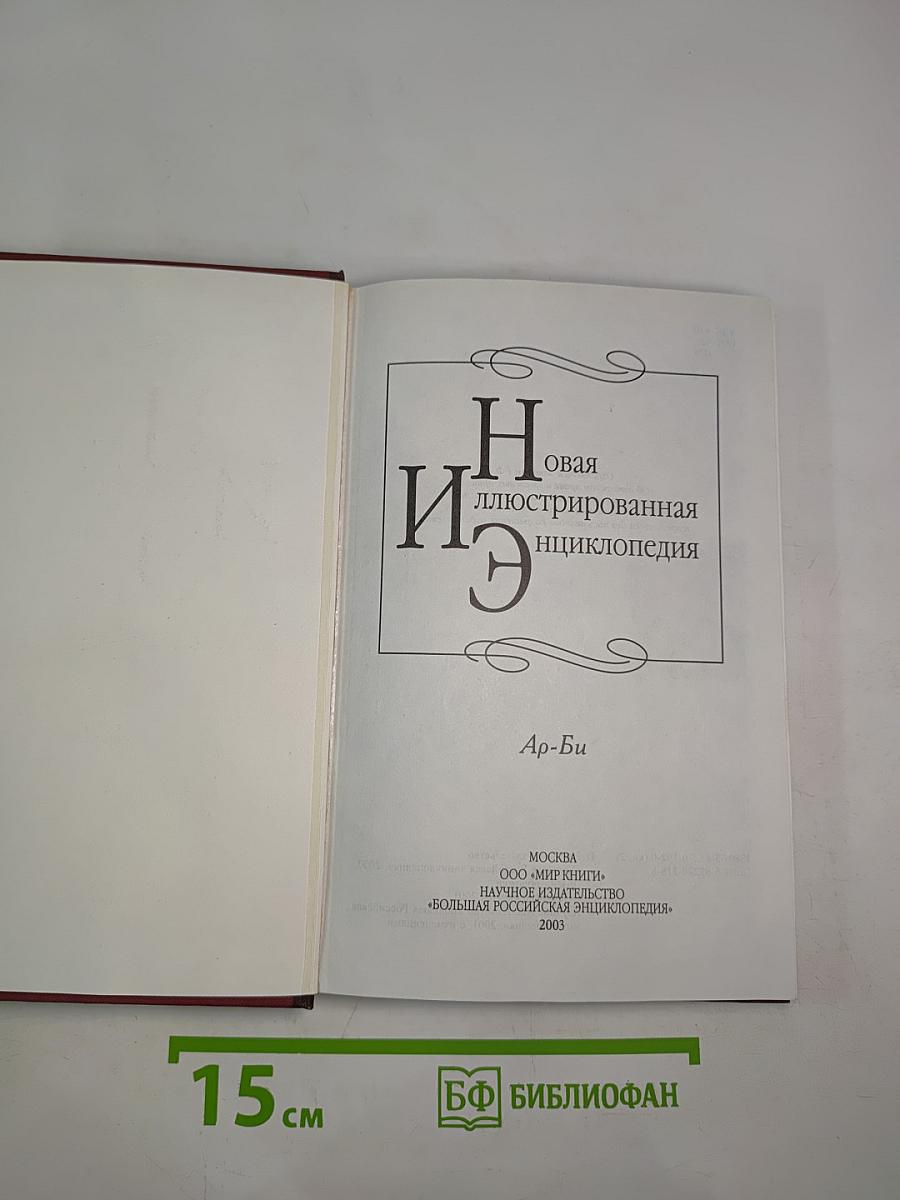 Новая
Иллюстрированная
Энциклопедия
Ар-Би
МОСКВА
ООО «МИР КНИГИ»
НАУЧНОЕ ИЗДАТЕЛЬСТВО
«БОЛЬШАЯ РОССИЙСКАЯ ЭНЦИКЛОПЕДИЯ»
2003
15 см
БФ БИБЛИОФАН